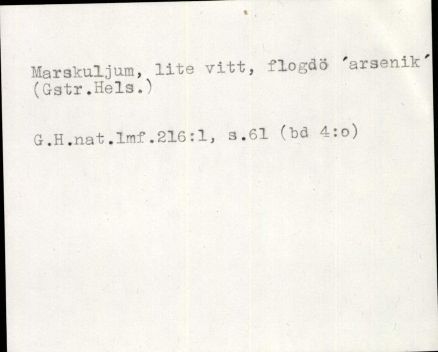 Marskuljum, lite vitt, flogdö ´arsenik´
(Gstr.Hels.)
G.H.nat.lmf.216:1, s.61 (bd 4:o)